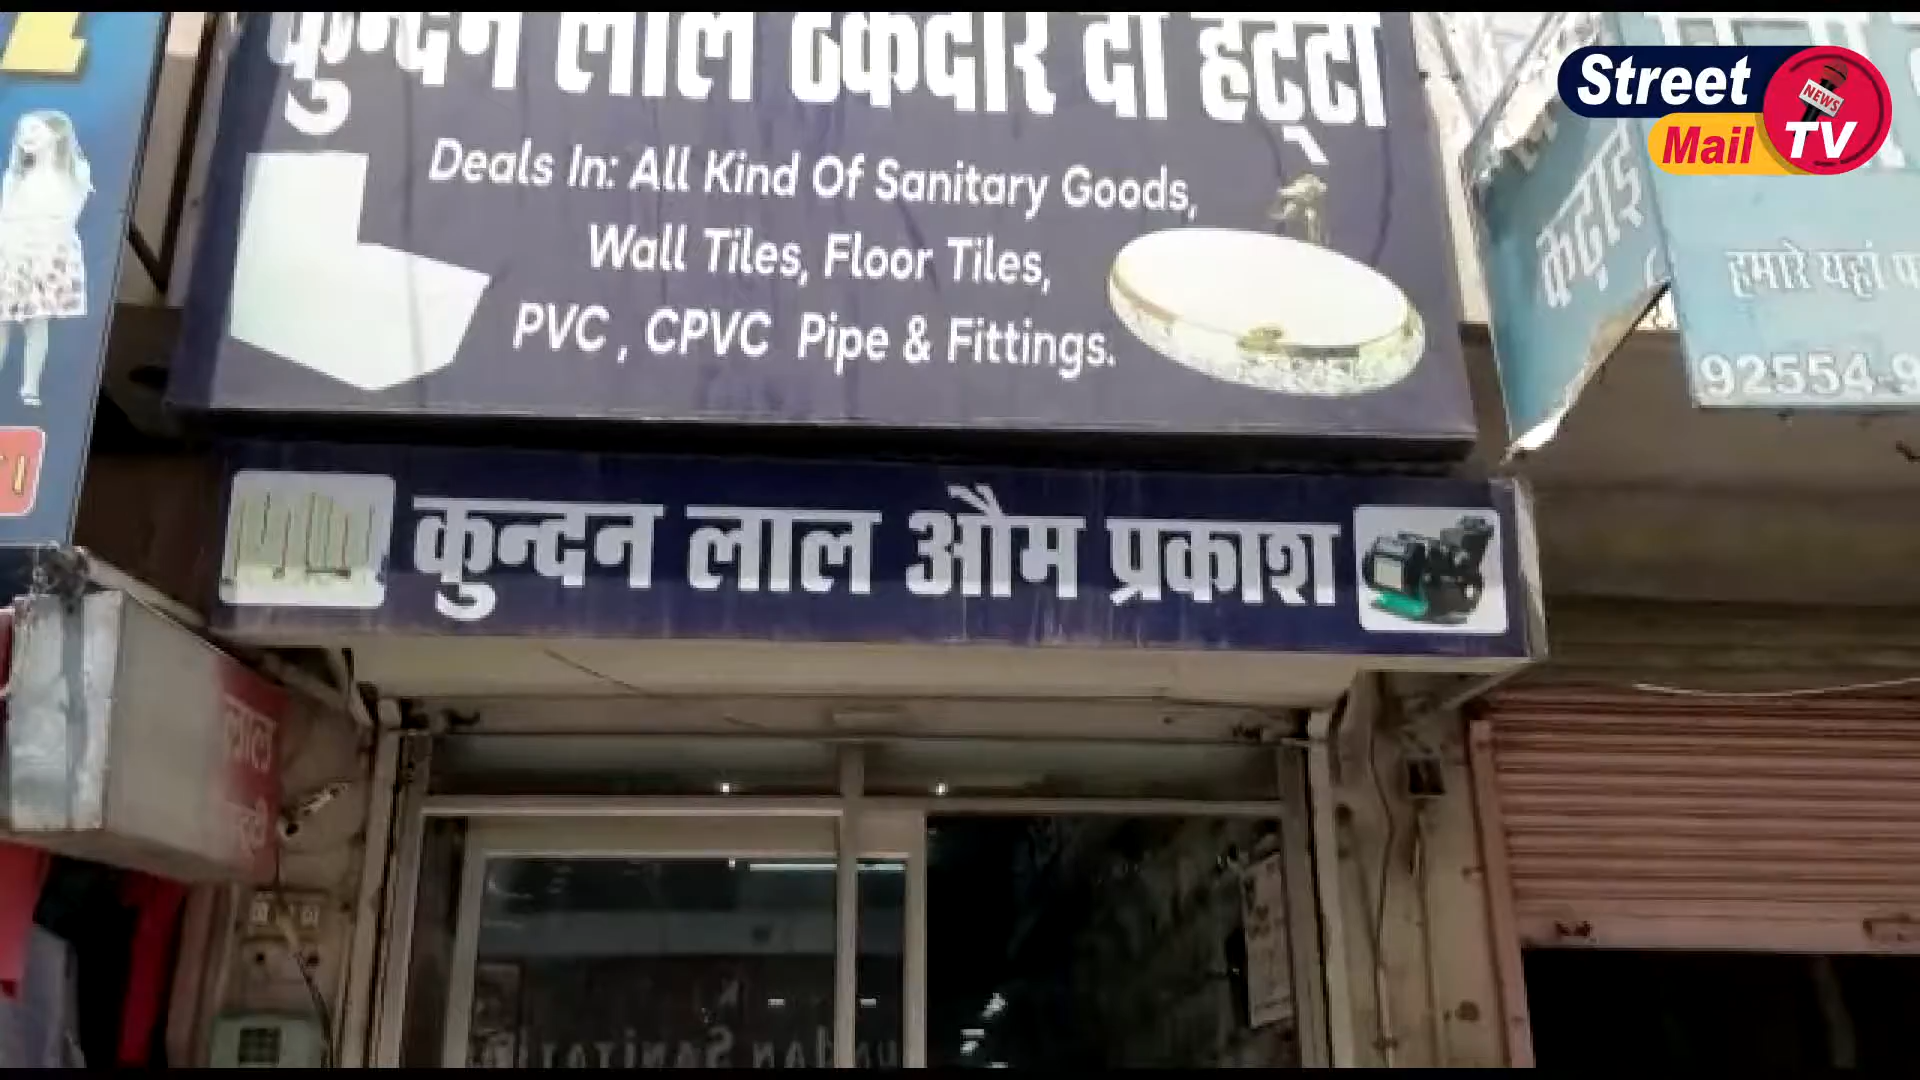 कुन्दन लाल ठेकेदार दी हट्टी
Deals In: All Kind Of Sanitary Goods,
Wall Tiles, Floor Tiles,
PVC , CPVC Pipe & Fittings.
कुन्दन लाल औम प्रकाश
Street
Mail
NEWS
TV
कढ़ाई
हमारे यहां
92554-9